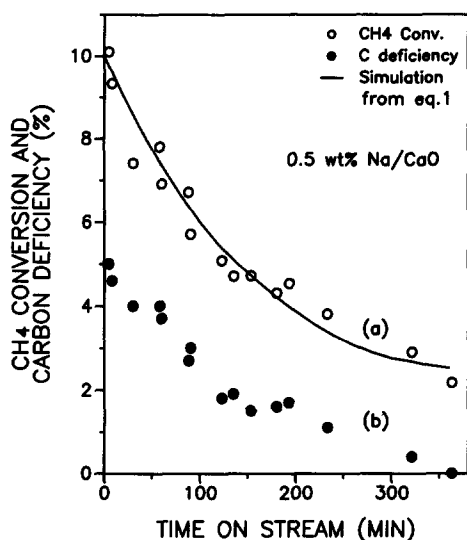 CH4 Conv.
C deficiency
Simulation
from eq.1
0.5 wt% Na/CaO
10
8
6
4
2
0
CH4 CONVERSION AND
CARBON DEFICIENCY (%)
(a)
(b)
0 100 200 300
TIME ON STREAM (MIN)